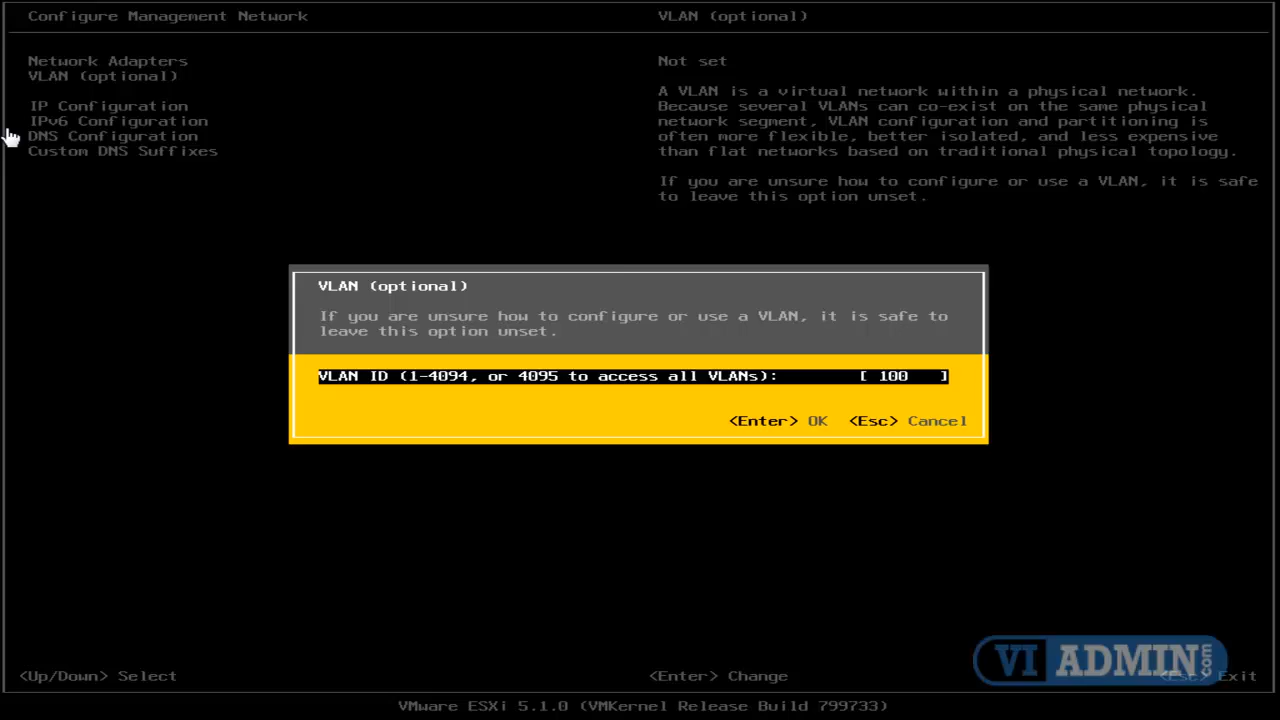 Configure Management Network
VLAN (optional)
Network Adapters
VLAN (optional)
IP Configuration
IPv6 Configuration
DNS Configuration
Custom DNS Suffixes
Not set
A VLAN is a virtual network within a physical network.
Because several VLANs can co-exist on the same physical
network segment, VLAN configuration and partitioning is
often more flexible, better isolated, and less expensive
than flat networks based on traditional physical topology.
If you are unsure how to configure or use a VLAN, it is safe
to leave this option unset.
VLAN (optional)
If you are unsure how to configure or use a VLAN, it is safe to
leave this option unset.
VLAN ID (1-4094, or 4095 to access all VLANs): [ 100 ]
<Enter> OK <Esc> Cancel
<Up/Down> Select
<Enter> Change
<Esc> Exit
VI ADMIN.com
VMware ESXi 5.1.0 (VMKernel Release Build 799733)